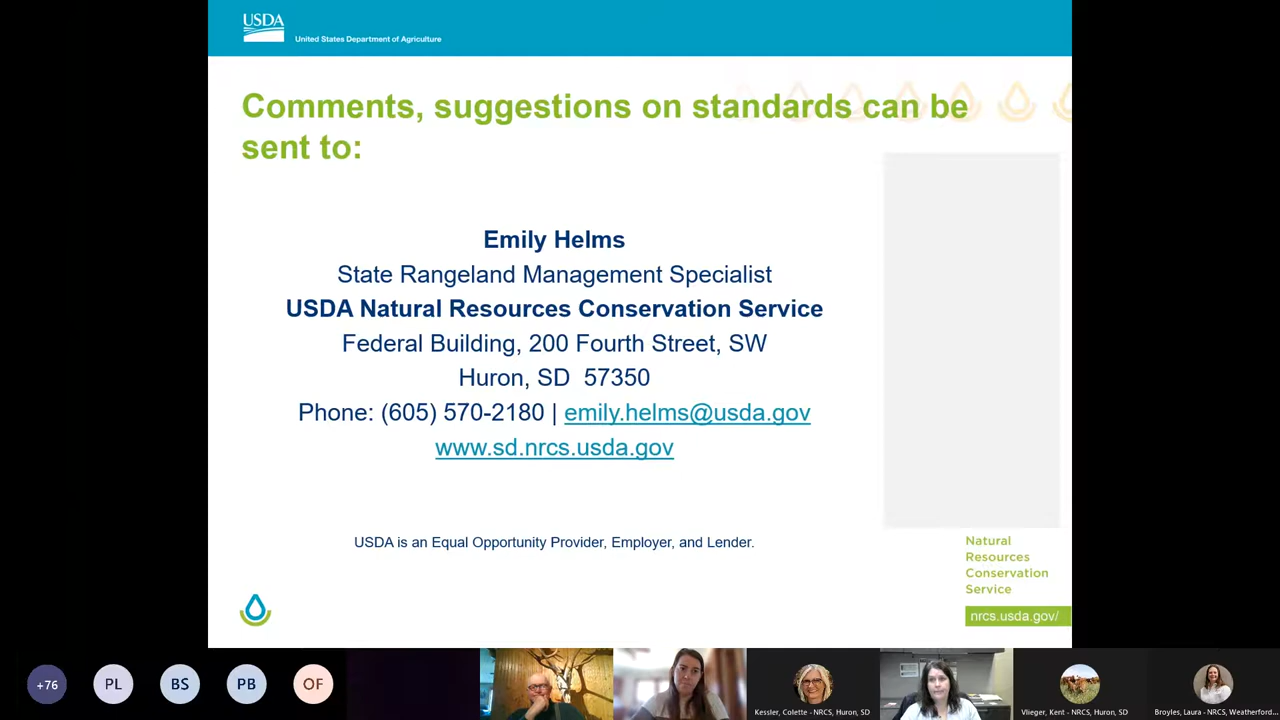 USDA
United States Department of Agriculture
Comments, suggestions on standards can be
sent to:
Emily Helms
State Rangeland Management Specialist
USDA Natural Resources Conservation Service
Federal Building, 200 Fourth Street, SW
Huron, SD  57350
Phone: (605) 570-2180 | emily.helms@usda.gov
www.sd.nrcs.usda.gov
USDA is an Equal Opportunity Provider, Employer, and Lender.
Natural
Resources
Conservation
Service
nrcs.usda.gov/
+76
PL
BS
PB
OF
Kessler, Colette - NRCS, Huron, SD
Vlieger, Kent - NRCS, Huron, SD
Broyles, Laura - NRCS, Weatherford...